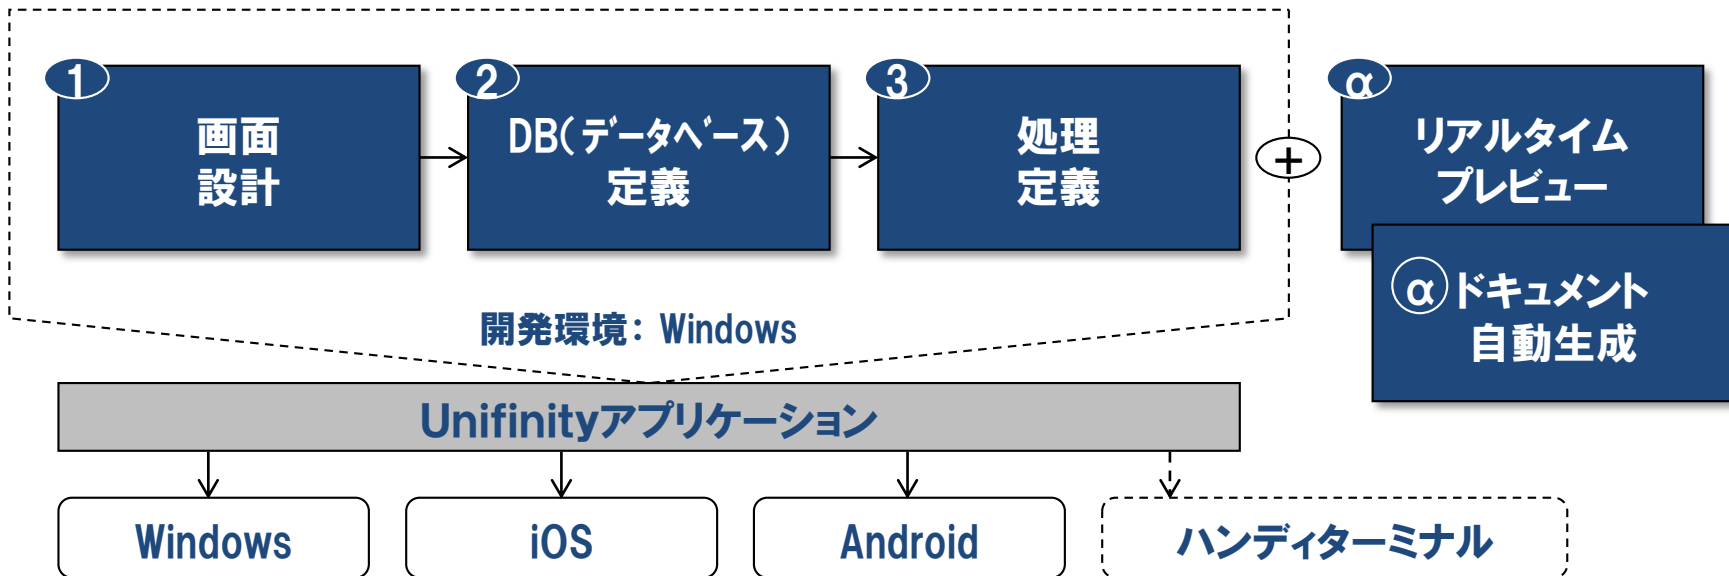 1
画面
設計
2
DB(データベース)
定義
3
処理
定義
+
α
リアルタイム
プレビュー
α
ドキュメント
自動生成
開発環境: Windows
Unifinityアプリケーション
Windows
iOS
Android
ハンディターミナル